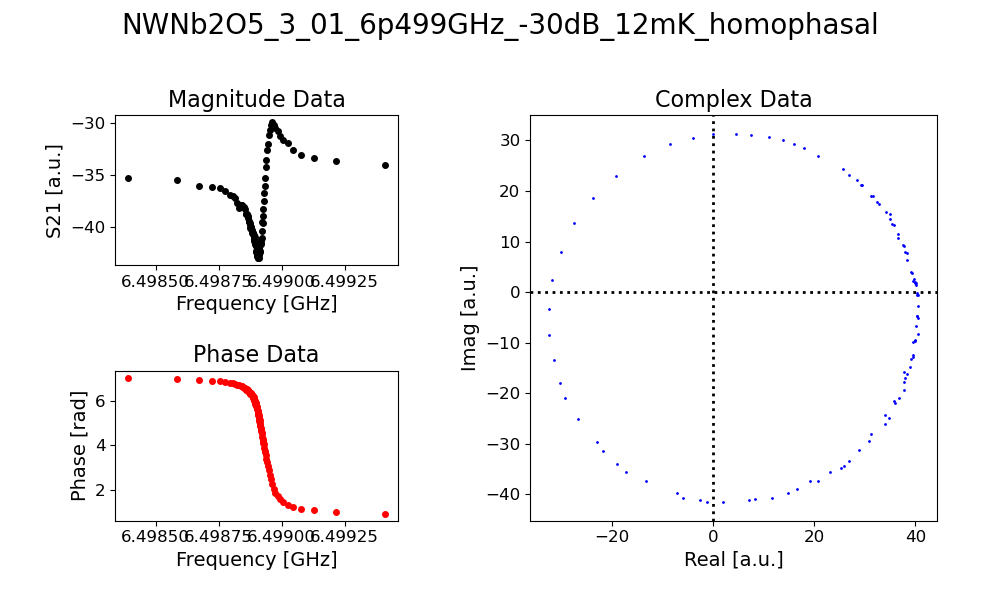 NWNb2O5_3_01_6p499GHz_-30dB_12mK_homophasal
Magnitude Data
−30
−35
−40
S21 [a.u.]
6.49850 6.49875 6.49900 6.49925
Frequency [GHz]
Phase Data
6
4
2
Phase [rad]
6.49850 6.49875 6.49900 6.49925
Frequency [GHz]
Complex Data
30
20
10
0
−10
−20
−30
−40
Imag [a.u.]
−20 0 20 40
Real [a.u.]